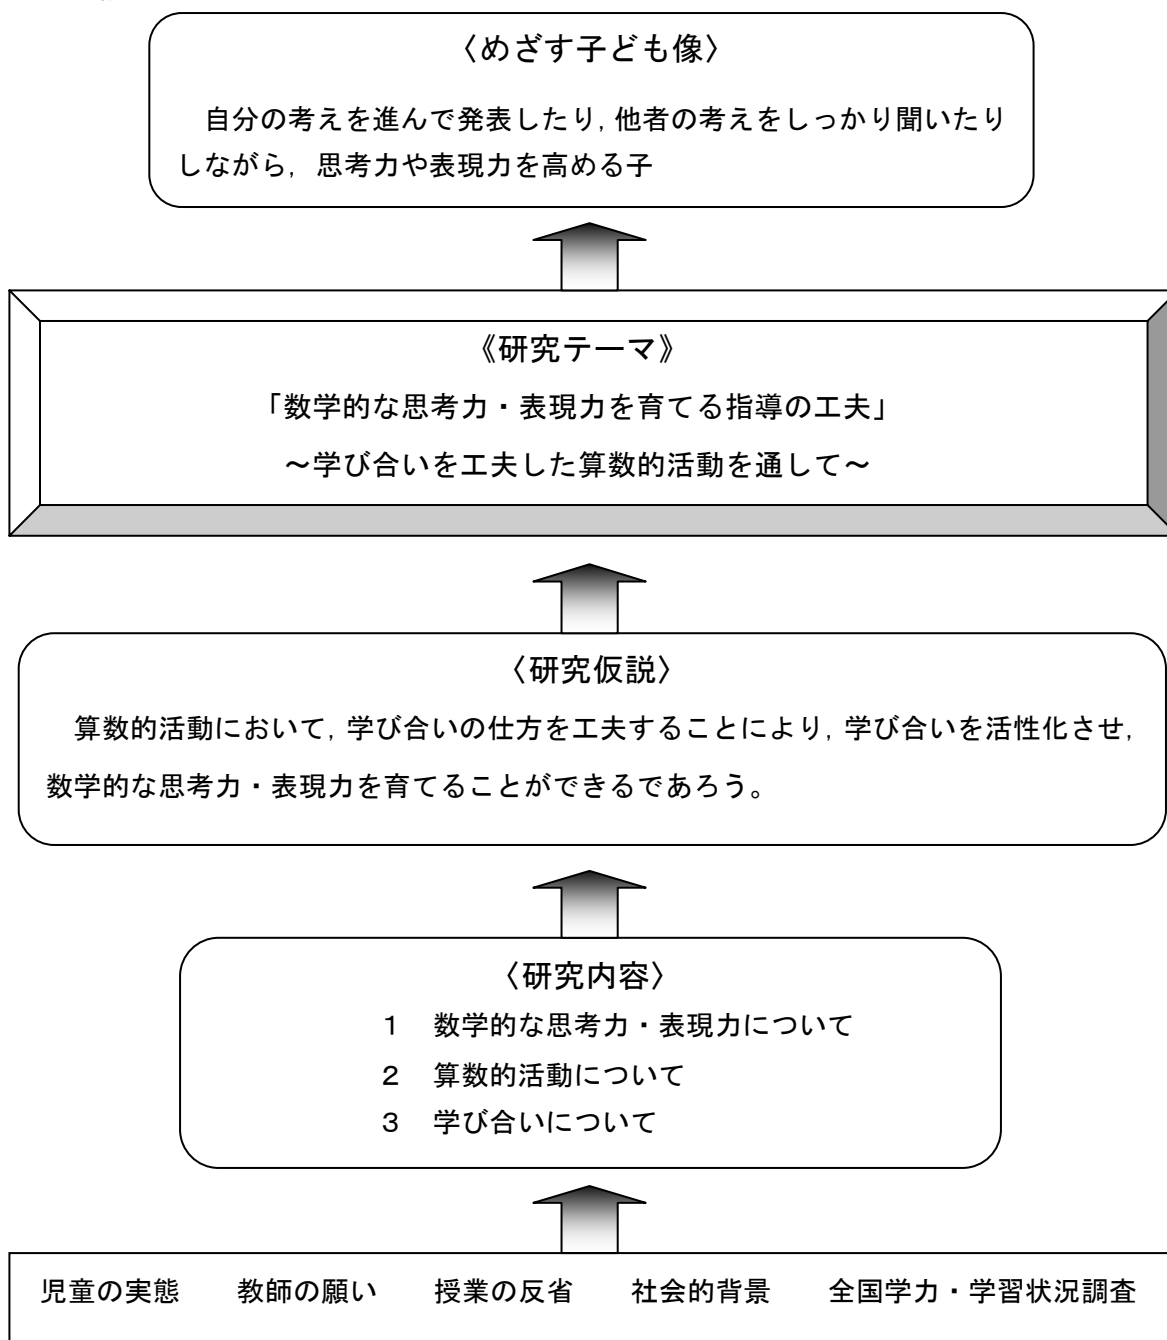 〈めざす子ども像〉
自分の考えを進んで発表したり，他者の考えをしっかり聞いたり
しながら，思考力や表現力を高める子
《研究テーマ》
「数学的な思考力・表現力を育てる指導の工夫」
～学び合いを工夫した算数的活動を通して～
〈研究仮説〉
算数的活動において，学び合いの仕方を工夫することにより，学び合いを活性化させ，
数学的な思考力・表現力を育てることができるであろう。
〈研究内容〉
１　数学的な思考力・表現力について
２　算数的活動について
３　学び合いについて
児童の実態　教師の願い　授業の反省　社会的背景　全国学力・学習状況調査